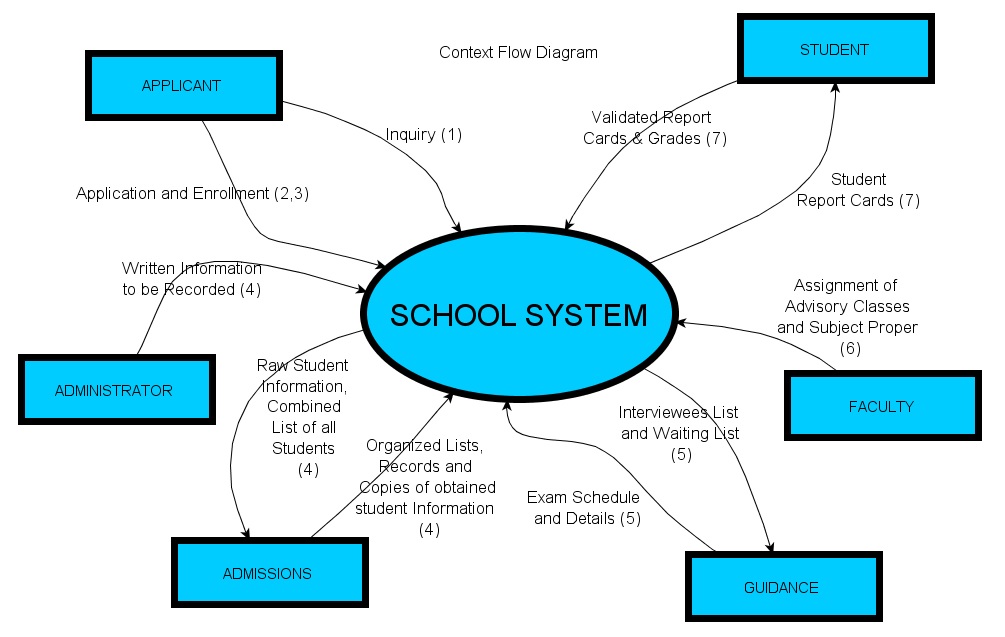 Context Flow Diagram
STUDENT
APPLICANT
Inquiry (1)
Validated Report
Cards & Grades (7)
Application and Enrollment (2,3)
Student
Report Cards (7)
Written Information
to be Recorded (4)
SCHOOL SYSTEM
Assignment of
Advisory Classes
and Subject Proper
(6)
ADMINISTRATOR
Raw Student
Information,
Combined
List of all
Students
(4)
FACULTY
Interviewees List
and Waiting List
(5)
Organized Lists,
Records and
Copies of obtained
student Information
(4)
Exam Schedule
and Details (5)
ADMISSIONS
GUIDANCE